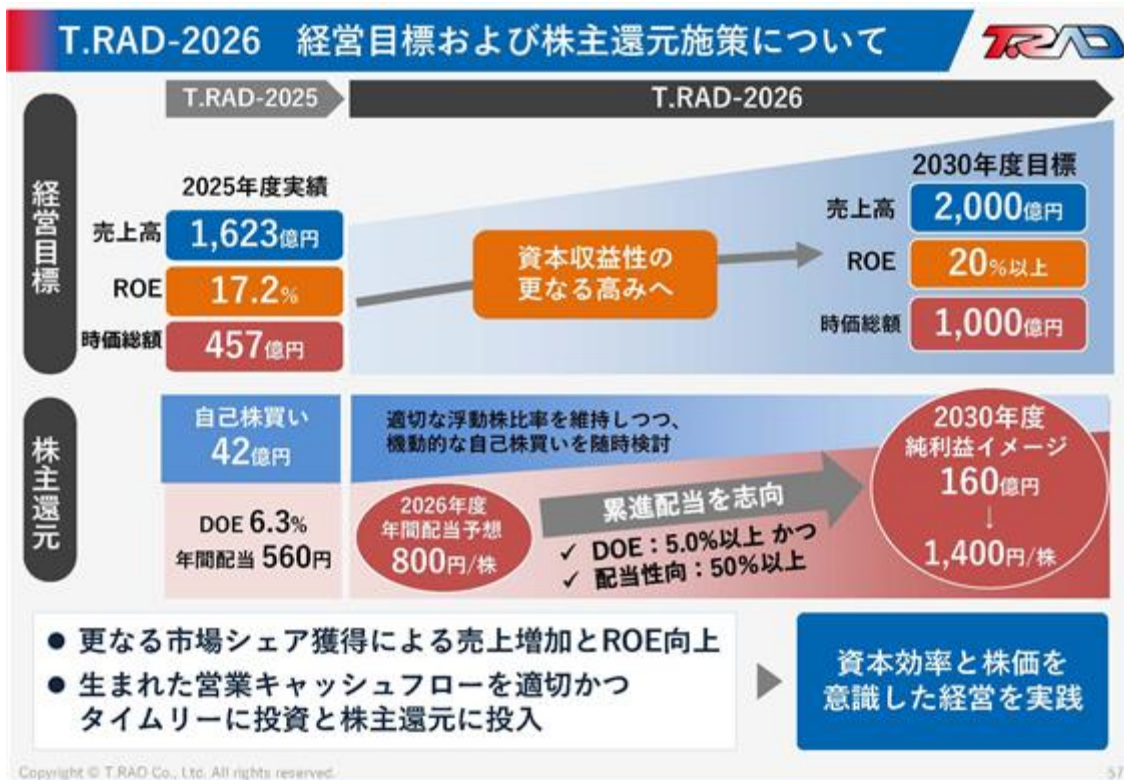 T.RAD-2026 経営目標および株主還元施策について
T.RAD
T.RAD-2025
T.RAD-2026
経営目標
2025年度実績
売上高 1,623億円
ROE 17.2%
時価総額 457億円
資本収益性の
更なる高みへ
2030年度目標
売上高 2,000億円
ROE 20%以上
時価総額 1,000億円
株主還元
自己株買い
42億円
DOE 6.3%
年間配当 560円
適切な浮動株比率を維持しつつ、
機動的な自己株買いを随時検討
2026年度
年間配当予想
800円/株
累進配当を志向
✓ DOE：5.0%以上 かつ
✓ 配当性向：50%以上
2030年度
純利益イメージ
160億円
↓
1,400円/株
● 更なる市場シェア獲得による売上増加とROE向上
● 生まれた営業キャッシュフローを適切かつ
タイムリーに投資と株主還元に投入
資本効率と株価を
意識した経営を実践
Copyright © T.RAD Co., Ltd. All rights reserved.
57